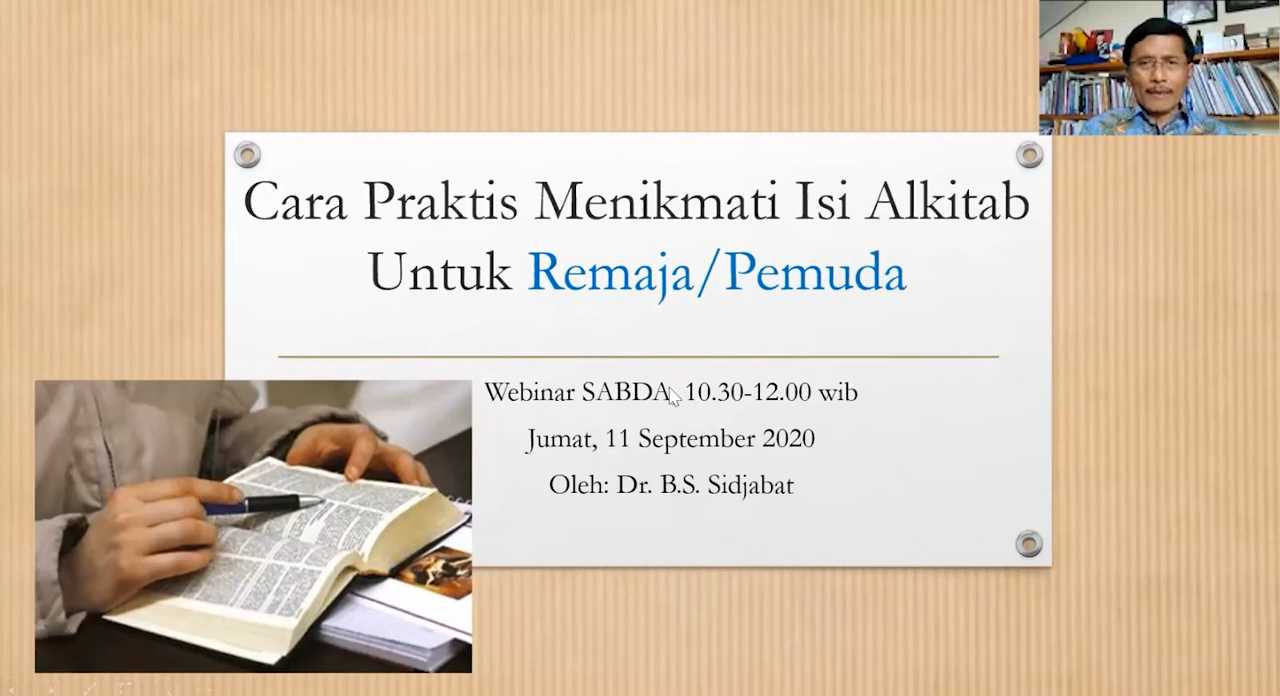 Cara Praktis Menikmati Isi Alkitab
Untuk Remaja/Pemuda
Webinar SABDA, 10.30-12.00 wib
Jumat, 11 September 2020
Oleh: Dr. B.S. Sidjabat